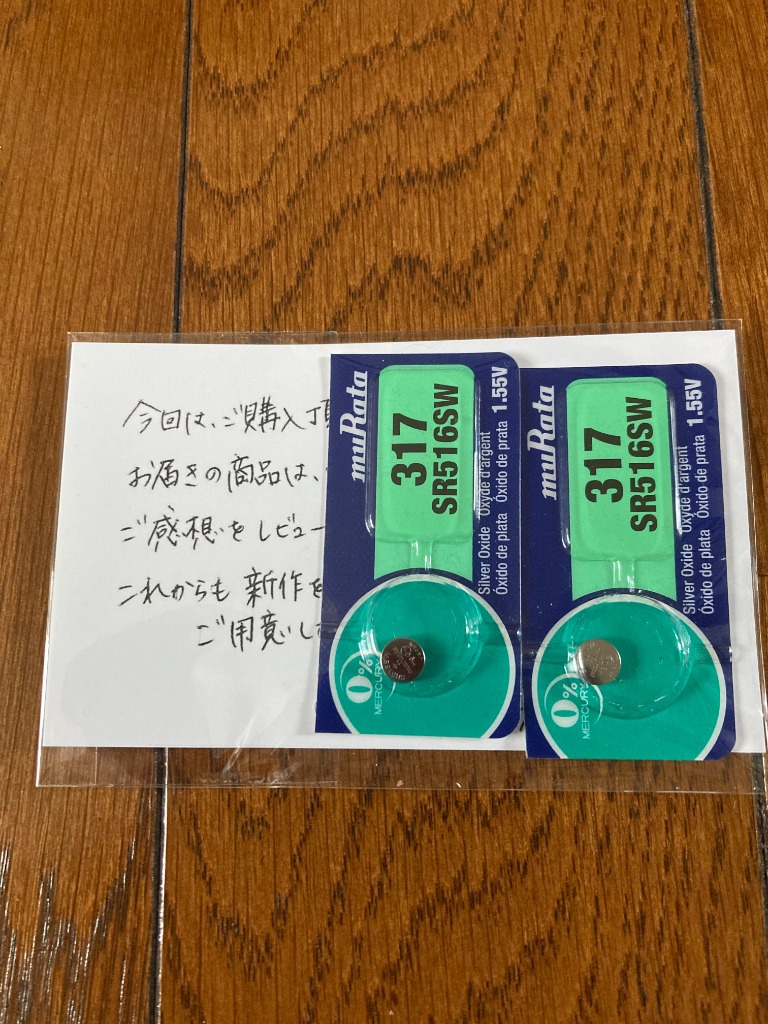 今回は、ご購入頂
お届きの商品は、
ご感想をレビュー
これからも 新作を
ご用意し
muRata
317
SR516SW
1.55V
Silver Oxide Oxyde d'argent
Óxido de plata Óxido de prata
0%
MERCURY
muRata
317
SR516SW
1.55V
Silver Oxide Oxyde d'argent
Óxido de plata Óxido de prata
0%
MERCURY